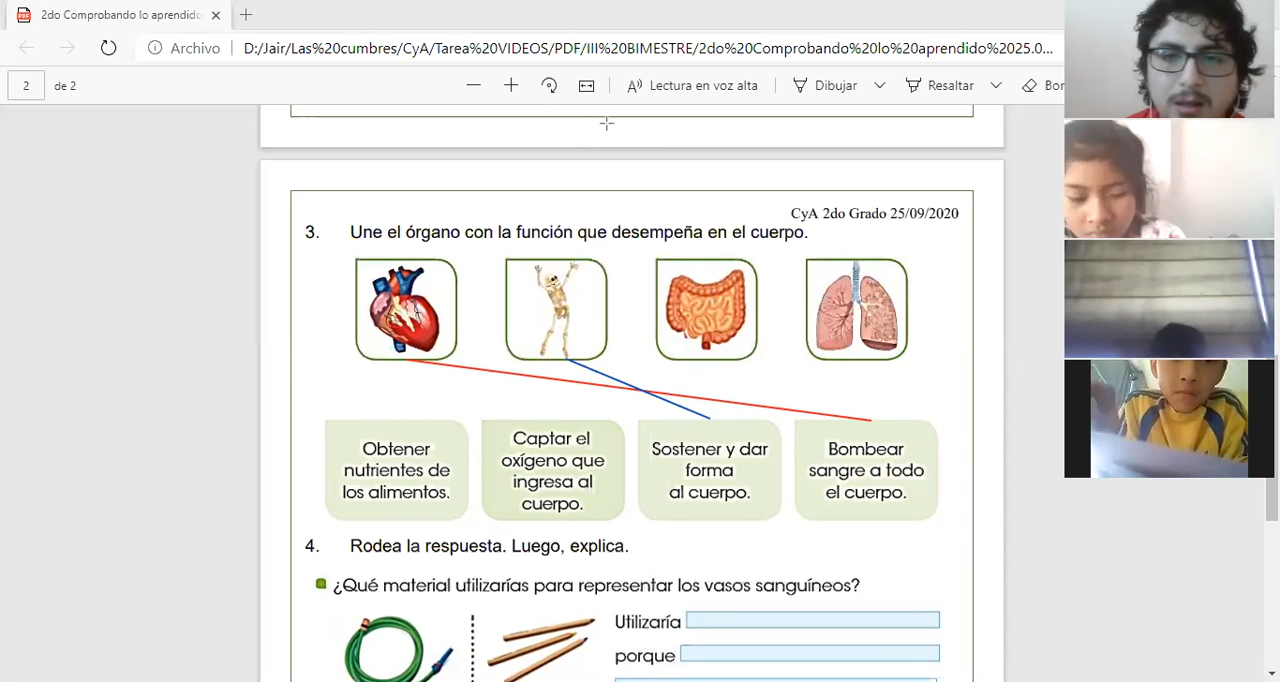 2do Comprobando lo aprendido
Archivo
D:/Jair/Las%20cumbres/CyA/Tarea%20VIDEOS/PDF/III%20BIMESTRE/2do%20Comprobando%20lo%20aprendido%2025.0...
2
de 2
Lectura en voz alta
Dibujar
Resaltar
Bor
CyA 2do Grado 25/09/2020
3. Une el órgano con la función que desempeña en el cuerpo.
Obtener
nutrientes de
los alimentos.
Captar el
oxígeno que
ingresa al
cuerpo.
Sostener y dar
forma
al cuerpo.
Bombear
sangre a todo
el cuerpo.
4. Rodea la respuesta. Luego, explica.
¿Qué material utilizarías para representar los vasos sanguíneos?
Utilizaría
porque